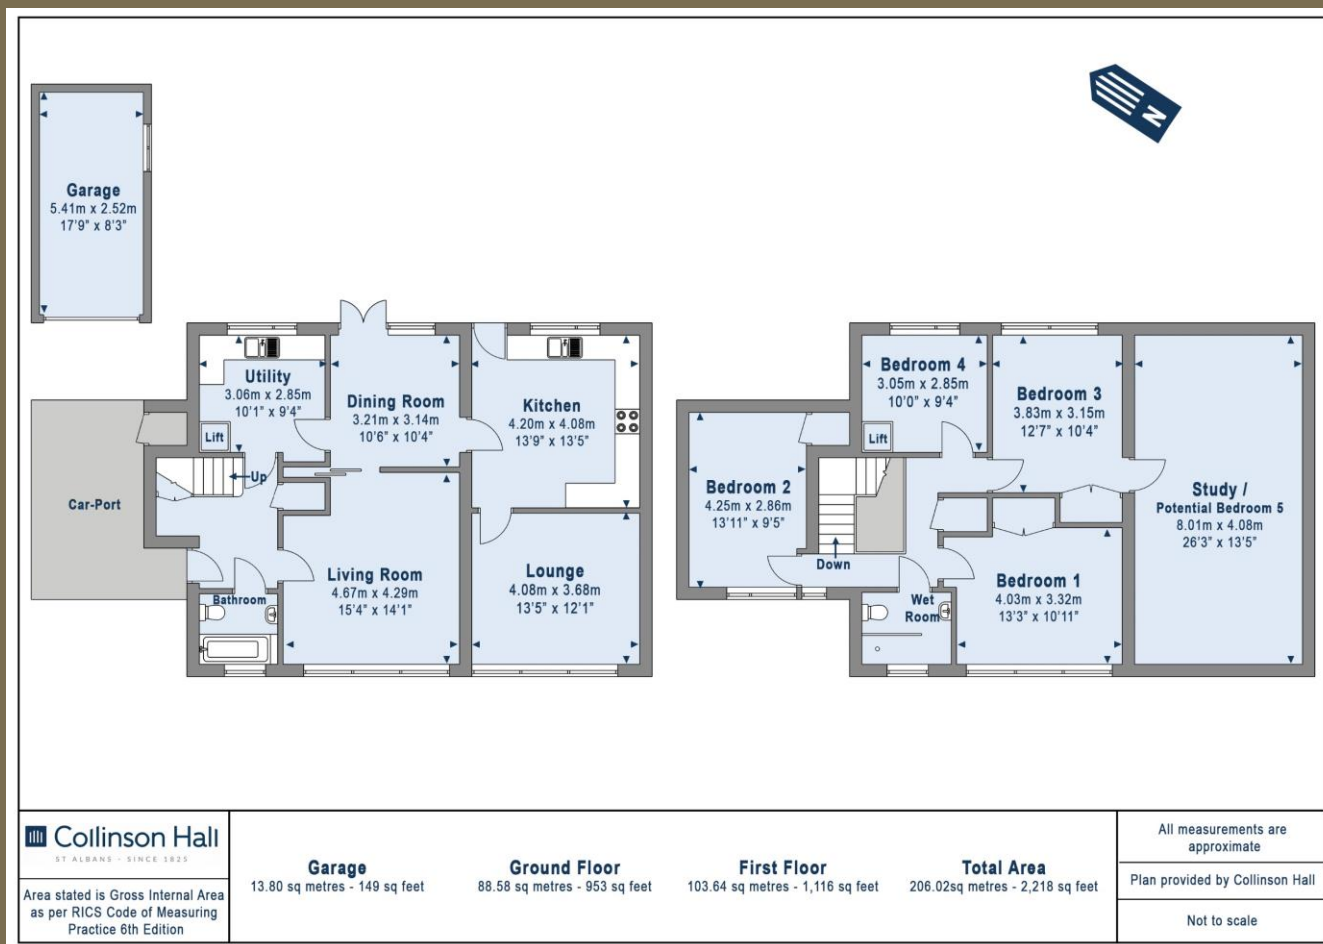 N
Garage
5.41m x 2.52m
17'9" x 8'3"
Utility
3.06m x 2.85m
10'1" x 9'4"
Lift
Dining Room
3.21m x 3.14m
10'6" x 10'4"
Kitchen
4.20m x 4.08m
13'9" x 13'5"
Car-Port
Up
Living Room
4.67m x 4.29m
15'4" x 14'1"
Lounge
4.08m x 3.68m
13'5" x 12'1"
Bathroom
Bedroom 4
3.05m x 2.85m
10'0" x 9'4"
Lift
Bedroom 3
3.83m x 3.15m
12'7" x 10'4"
Bedroom 2
4.25m x 2.86m
13'11" x 9'5"
Study /
Potential Bedroom 5
8.01m x 4.08m
26'3" x 13'5"
Down
Bedroom 1
4.03m x 3.32m
13'3" x 10'11"
Wet
Room
Collinson Hall
ST ALBANS - SINCE 1825
Area stated is Gross Internal Area
as per RICS Code of Measuring
Practice 6th Edition
Garage
13.80 sq metres - 149 sq feet
Ground Floor
88.58 sq metres - 953 sq feet
First Floor
103.64 sq metres - 1,116 sq feet
Total Area
206.02sq metres - 2,218 sq feet
All measurements are
approximate
Plan provided by Collinson Hall
Not to scale